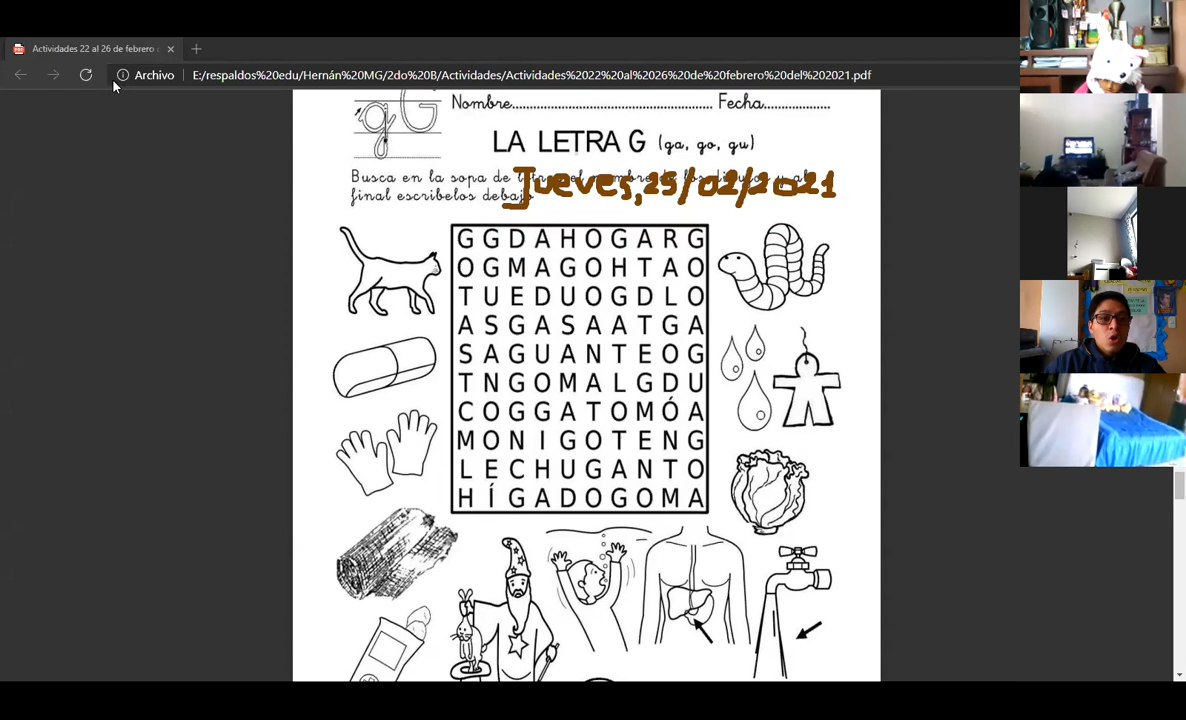 Actividades 22 al 26 de febrero
Archivo
E:/respaldos%20edu/Hernán%20MG/2do%20B/Actividades/Actividades%2022%20al%2026%20de%20febrero%20del%202021.pdf
g G
Nombre Fecha
LA LETRA G (ga, go, gu)
Busca en la sopa de
Jueves, 25/02/2021
final escribelos debajo
G G D A H O G A R G
O G M A G O H T A O
T U E D U O G D L O
A S G A S A A T G A
S A G U A N T E O G
T N G O M A L G D U
C O G G A T O M Ó A
M O N I G O T E N G
L E C H U G A N T O
H Í G A D O G O M A